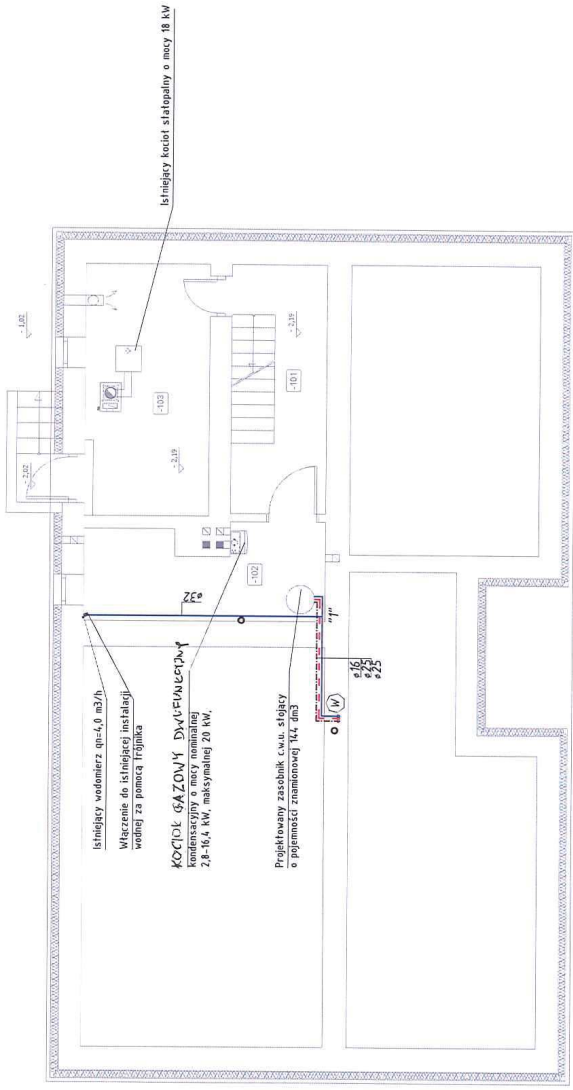 Istniejący wodomierz qn=4,0 m3/h
Włączenie do istniejącej instalacji
wodnej za pomocą trójnika
KOCIOŁ GAZOWY DWUFUNKCYJNY
kondensacyjny o mocy nominalnej
2,8-16,4 kW, maksymalnej 20 kW,
Projektowany zasobnik c.w.u. stojący
o pojemności znamionowej 144 dm3
Istniejący kocioł stałopalny o mocy 18 kW
ø32
"1"
ø16
ø25
ø25
W
-102
-103
-101
- 2,19
- 2,19
- 2,02
- 1,02